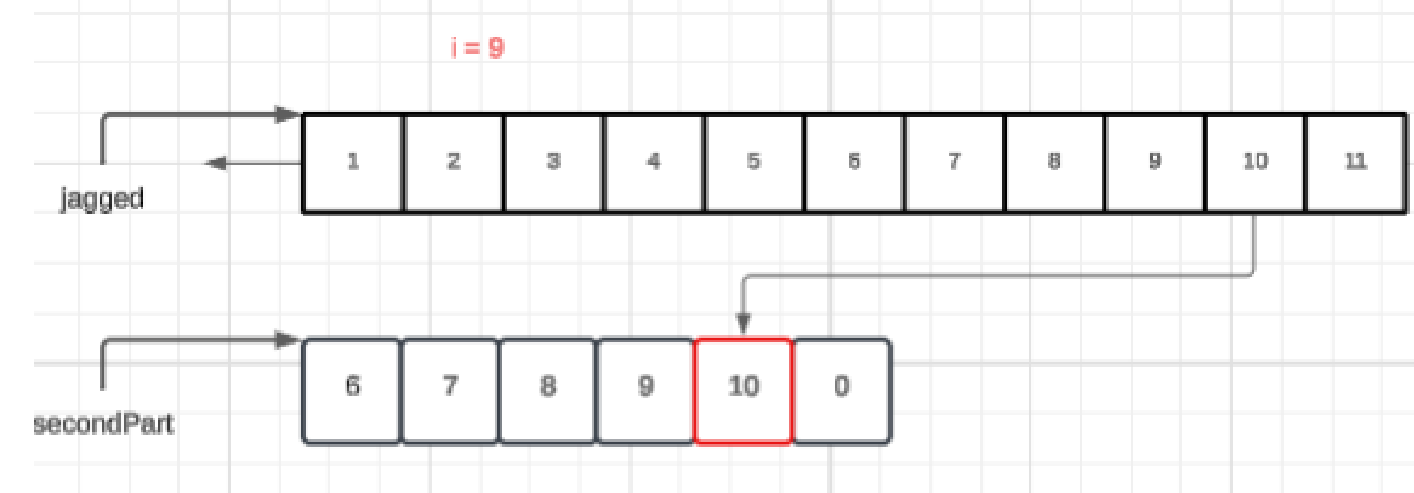 i = 9
1 2 3 4 5 6 7 8 9 10 11
jagged
6 7 8 9 10 0
secondPart